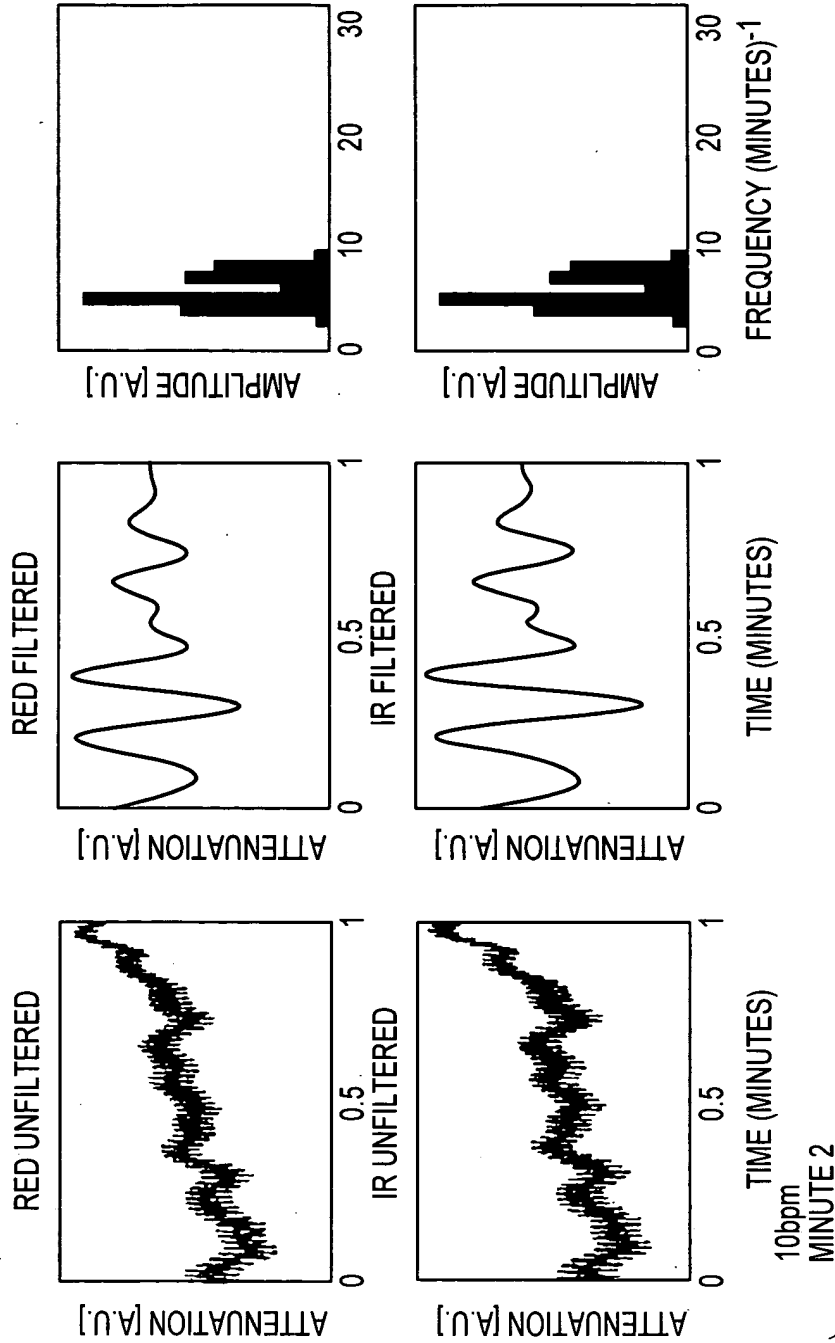 RED UNFILTERED
ATTENUATION [A.U.]
0
0.5
1
RED FILTERED
ATTENUATION [A.U.]
0
0.5
1
AMPLITUDE [A.U.]
0
10
20
30
IR UNFILTERED
ATTENUATION [A.U.]
0
0.5
1
TIME (MINUTES)
IR FILTERED
ATTENUATION [A.U.]
0
0.5
1
TIME (MINUTES)
AMPLITUDE [A.U.]
0
10
20
30
FREQUENCY (MINUTES)-1
10bpm
MINUTE 2